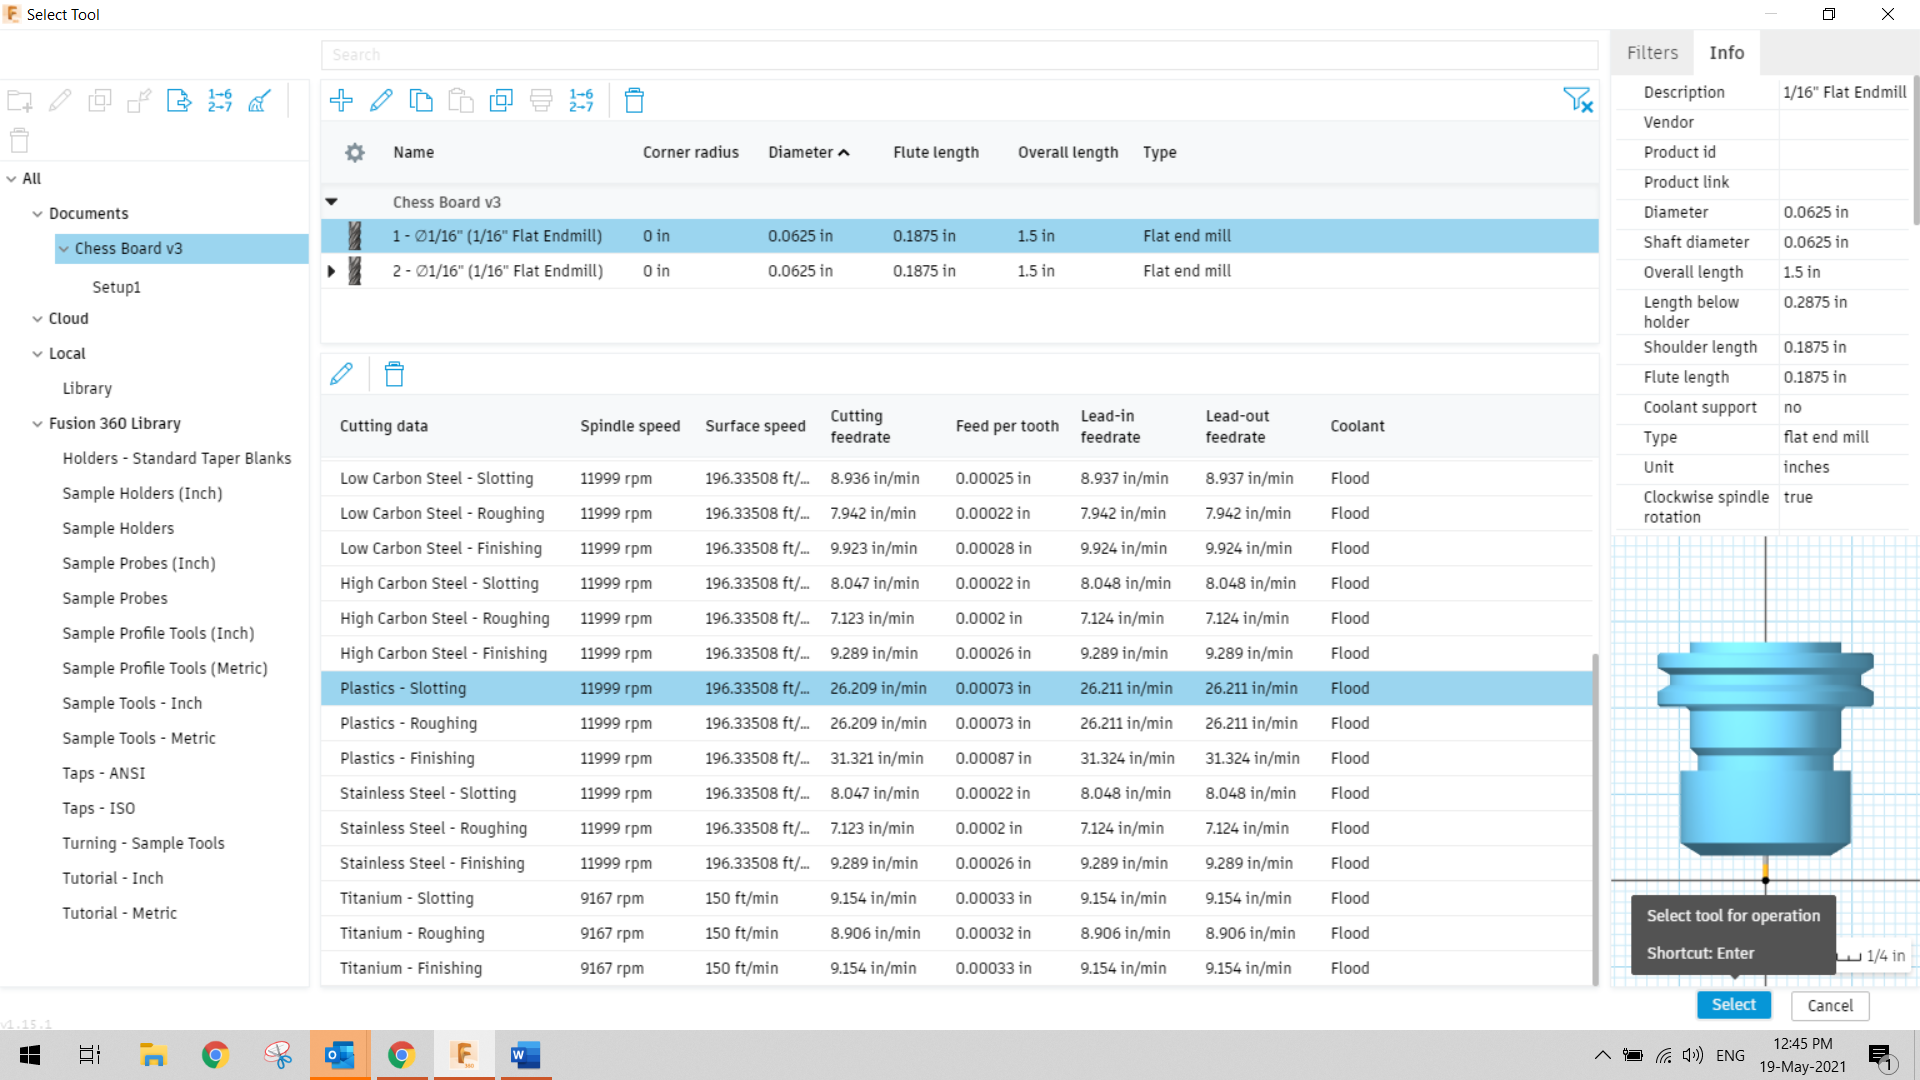 Select Tool
Search
Filters
Info
1→6
2→7
1→6
2→7
All
Documents
Chess Board v3
Setup1
Cloud
Local
Library
Fusion 360 Library
Holders - Standard Taper Blanks
Sample Holders (Inch)
Sample Holders
Sample Probes (Inch)
Sample Probes
Sample Profile Tools (Inch)
Sample Profile Tools (Metric)
Sample Tools - Inch
Sample Tools - Metric
Taps - ANSI
Taps - ISO
Turning - Sample Tools
Tutorial - Inch
Tutorial - Metric
v1.15.1
Name Corner radius Diameter Flute length Overall length Type
Chess Board v3
1 - ∅1/16" (1/16" Flat Endmill) 0 in 0.0625 in 0.1875 in 1.5 in Flat end mill
2 - ∅1/16" (1/16" Flat Endmill) 0 in 0.0625 in 0.1875 in 1.5 in Flat end mill
Cutting data Spindle speed Surface speed Cutting feedrate Feed per tooth Lead-in feedrate Lead-out feedrate Coolant
Low Carbon Steel - Slotting 11999 rpm 196.33508 ft/... 8.936 in/min 0.00025 in 8.937 in/min 8.937 in/min Flood
Low Carbon Steel - Roughing 11999 rpm 196.33508 ft/... 7.942 in/min 0.00022 in 7.942 in/min 7.942 in/min Flood
Low Carbon Steel - Finishing 11999 rpm 196.33508 ft/... 9.923 in/min 0.00028 in 9.924 in/min 9.924 in/min Flood
High Carbon Steel - Slotting 11999 rpm 196.33508 ft/... 8.047 in/min 0.00022 in 8.048 in/min 8.048 in/min Flood
High Carbon Steel - Roughing 11999 rpm 196.33508 ft/... 7.123 in/min 0.0002 in 7.124 in/min 7.124 in/min Flood
High Carbon Steel - Finishing 11999 rpm 196.33508 ft/... 9.289 in/min 0.00026 in 9.289 in/min 9.289 in/min Flood
Plastics - Slotting 11999 rpm 196.33508 ft/... 26.209 in/min 0.00073 in 26.211 in/min 26.211 in/min Flood
Plastics - Roughing 11999 rpm 196.33508 ft/... 26.209 in/min 0.00073 in 26.211 in/min 26.211 in/min Flood
Plastics - Finishing 11999 rpm 196.33508 ft/... 31.321 in/min 0.00087 in 31.324 in/min 31.324 in/min Flood
Stainless Steel - Slotting 11999 rpm 196.33508 ft/... 8.047 in/min 0.00022 in 8.048 in/min 8.048 in/min Flood
Stainless Steel - Roughing 11999 rpm 196.33508 ft/... 7.123 in/min 0.0002 in 7.124 in/min 7.124 in/min Flood
Stainless Steel - Finishing 11999 rpm 196.33508 ft/... 9.289 in/min 0.00026 in 9.289 in/min 9.289 in/min Flood
Titanium - Slotting 9167 rpm 150 ft/min 9.154 in/min 0.00033 in 9.154 in/min 9.154 in/min Flood
Titanium - Roughing 9167 rpm 150 ft/min 8.906 in/min 0.00032 in 8.906 in/min 8.906 in/min Flood
Titanium - Finishing 9167 rpm 150 ft/min 9.154 in/min 0.00033 in 9.154 in/min 9.154 in/min Flood
Description 1/16" Flat Endmill
Vendor
Product id
Product link
Diameter 0.0625 in
Shaft diameter 0.0625 in
Overall length 1.5 in
Length below holder 0.2875 in
Shoulder length 0.1875 in
Flute length 0.1875 in
Coolant support no
Type flat end mill
Unit inches
Clockwise spindle rotation true
Select tool for operation
Shortcut: Enter
1/4 in
Select
Cancel
ENG
12:45 PM
19-May-2021
1